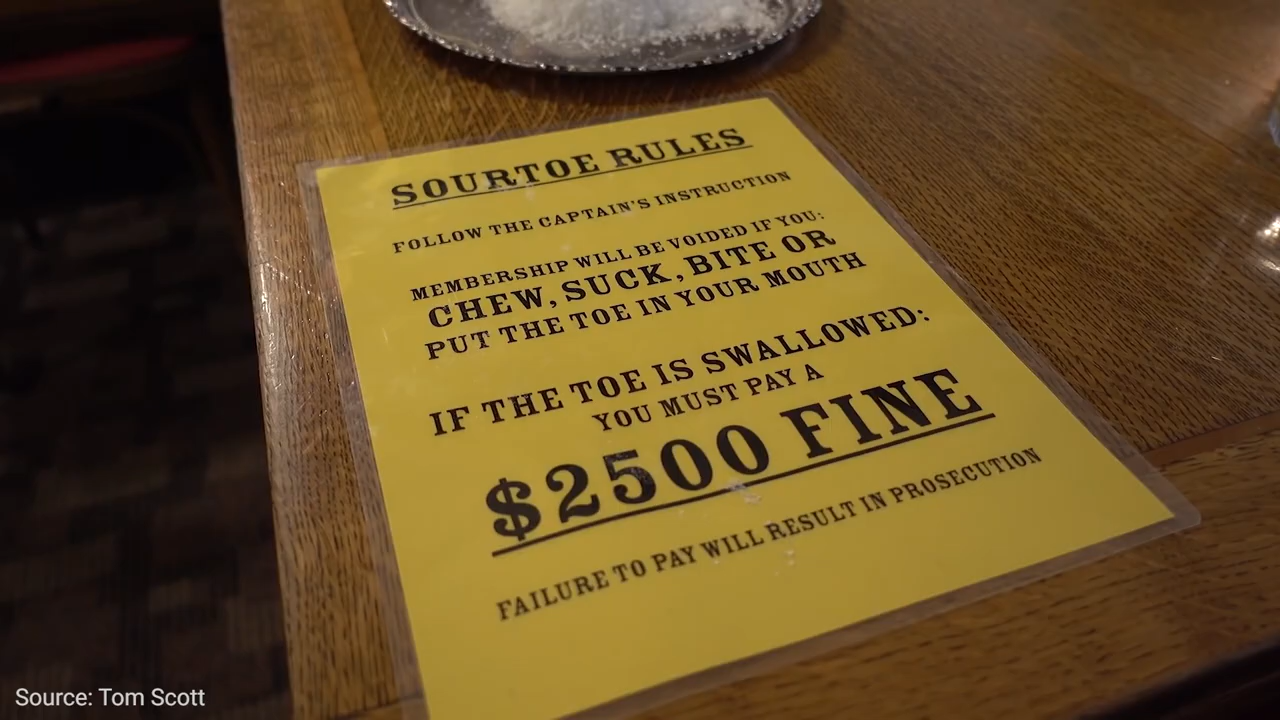 SOURTOE RULES
FOLLOW THE CAPTAIN'S INSTRUCTION
MEMBERSHIP WILL BE VOIDED IF YOU:
CHEW, SUCK, BITE OR
PUT THE TOE IN YOUR MOUTH
IF THE TOE IS SWALLOWED:
YOU MUST PAY A
$2500 FINE
FAILURE TO PAY WILL RESULT IN PROSECUTION
Source: Tom Scott